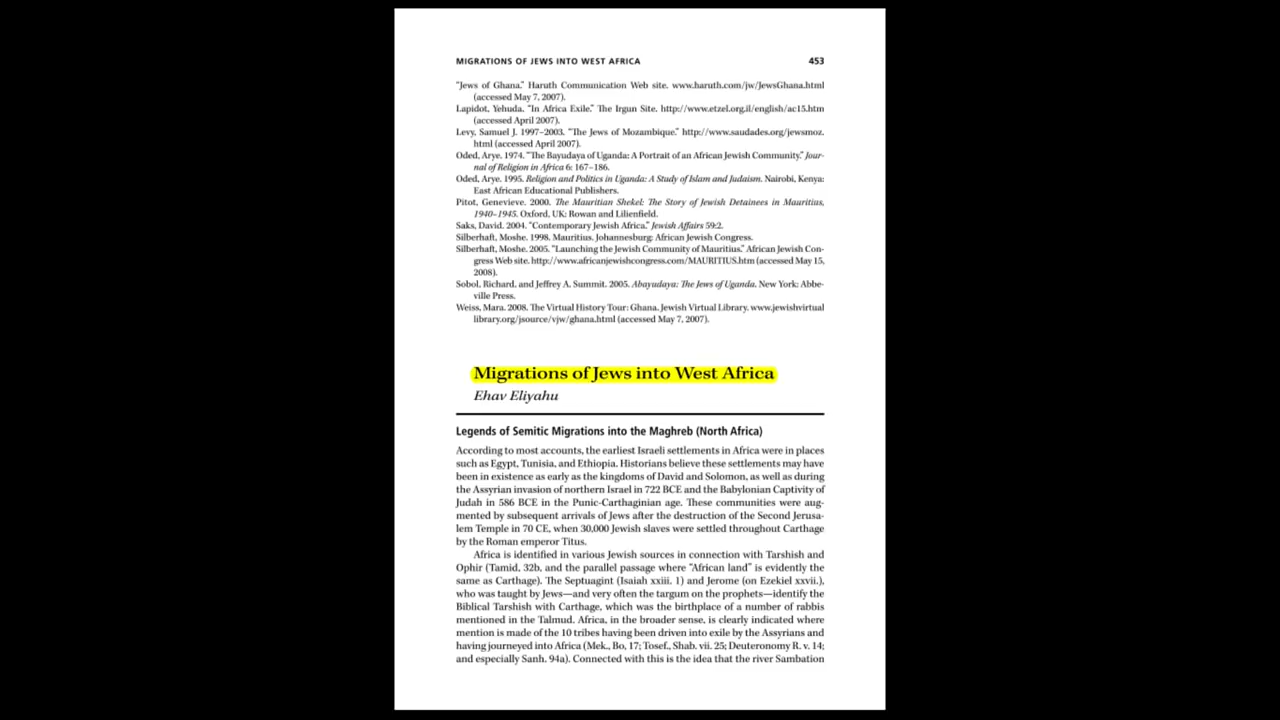 MIGRATIONS OF JEWS INTO WEST AFRICA 453
"Jews of Ghana." Haruth Communication Web site. www.haruth.com/jw/JewsGhana.html
(accessed May 7, 2007).
Lapidot, Yehuda. "In Africa Exile." The Irgun Site. http://www.etzel.org.il/english/ac15.htm
(accessed April 2007).
Levy, Samuel J. 1997–2003. "The Jews of Mozambique." http://www.saudades.org/jewsmoz.
html (accessed April 2007).
Oded, Arye. 1974. "The Bayudaya of Uganda: A Portrait of an African Jewish Community." Jour-
nal of Religion in Africa 6: 167–186.
Oded, Arye. 1995. Religion and Politics in Uganda: A Study of Islam and Judaism. Nairobi, Kenya:
East African Educational Publishers.
Pitot, Genevieve. 2000. The Mauritian Shekel: The Story of Jewish Detainees in Mauritius,
1940–1945. Oxford, UK: Rowan and Lilienfield.
Saks, David. 2004. "Contemporary Jewish Africa." Jewish Affairs 59:2.
Silberhaft, Moshe. 1998. Mauritius. Johannesburg: African Jewish Congress.
Silberhaft, Moshe. 2005. "Launching the Jewish Community of Mauritius." African Jewish Con-
gress Web site. http://www.africanjewishcongress.com/MAURITIUS.htm (accessed May 15,
2008).
Sobol, Richard, and Jeffrey A. Summit. 2005. Abayudaya: The Jews of Uganda. New York: Abbe-
ville Press.
Weiss, Mara. 2008. The Virtual History Tour: Ghana. Jewish Virtual Library. www.jewishvirtual
library.org/jsource/vjw/ghana.html (accessed May 7, 2007).
Migrations of Jews into West Africa
Ehav Eliyahu
Legends of Semitic Migrations into the Maghreb (North Africa)
According to most accounts, the earliest Israeli settlements in Africa were in places
such as Egypt, Tunisia, and Ethiopia. Historians believe these settlements may have
been in existence as early as the kingdoms of David and Solomon, as well as during
the Assyrian invasion of northern Israel in 722 BCE and the Babylonian Captivity of
Judah in 586 BCE in the Punic-Carthaginian age. These communities were aug-
mented by subsequent arrivals of Jews after the destruction of the Second Jerusa-
lem Temple in 70 CE, when 30,000 Jewish slaves were settled throughout Carthage
by the Roman emperor Titus.
Africa is identified in various Jewish sources in connection with Tarshish and
Ophir (Tamid, 32b, and the parallel passage where "African land" is evidently the
same as Carthage). The Septuagint (Isaiah xxiii. 1) and Jerome (on Ezekiel xxvii.),
who was taught by Jews—and very often the targum on the prophets—identify the
Biblical Tarshish with Carthage, which was the birthplace of a number of rabbis
mentioned in the Talmud. Africa, in the broader sense, is clearly indicated where
mention is made of the 10 tribes having been driven into exile by the Assyrians and
having journeyed into Africa (Mek., Bo, 17; Tosef., Shab. vii. 25; Deuteronomy R. v. 14;
and especially Sanh. 94a). Connected with this is the idea that the river Sambation